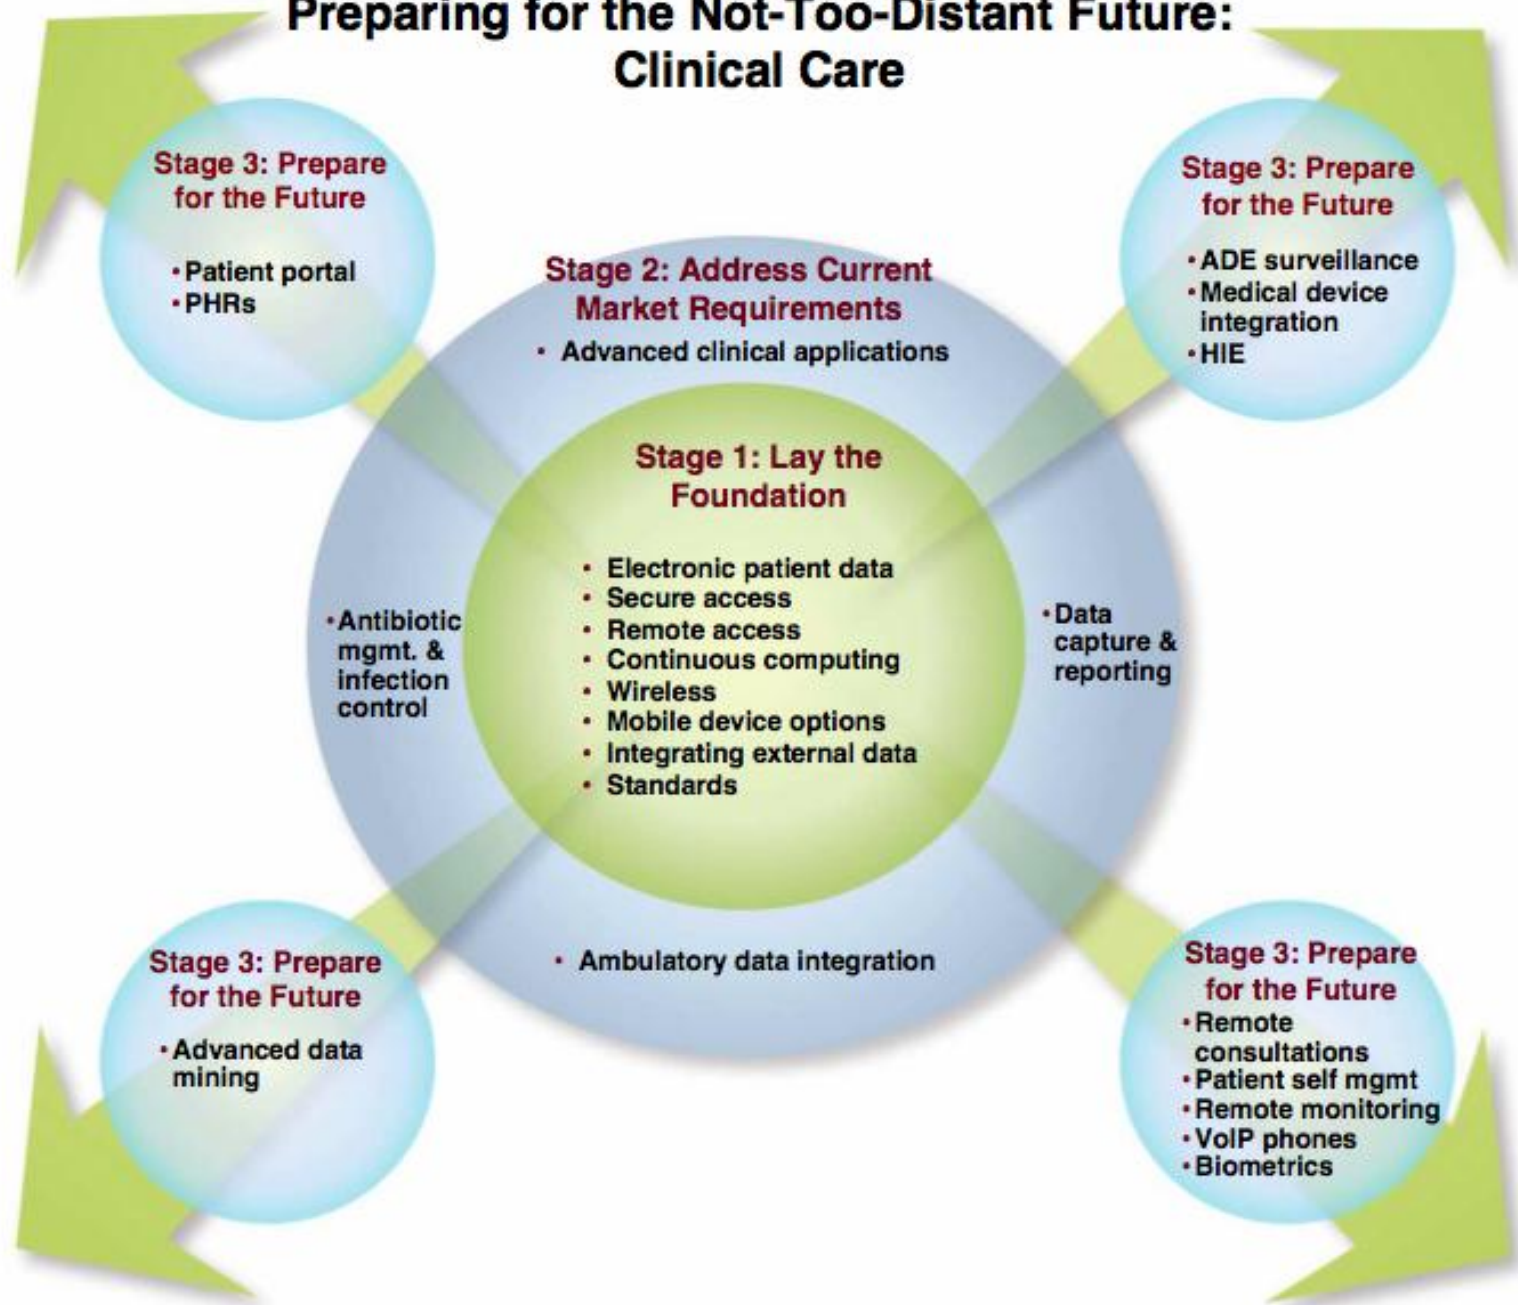 Preparing for the Not-Too-Distant Future:
Clinical Care
Stage 3: Prepare
for the Future
• Patient portal
• PHRs
Stage 3: Prepare
for the Future
• ADE surveillance
• Medical device
integration
• HIE
Stage 2: Address Current
Market Requirements
• Advanced clinical applications
Stage 1: Lay the
Foundation
• Electronic patient data
• Secure access
• Remote access
• Continuous computing
• Wireless
• Mobile device options
• Integrating external data
• Standards
• Antibiotic
mgmt. &
infection
control
• Data
capture &
reporting
• Ambulatory data integration
Stage 3: Prepare
for the Future
• Advanced data
mining
Stage 3: Prepare
for the Future
• Remote
consultations
• Patient self mgmt
• Remote monitoring
• VoIP phones
• Biometrics